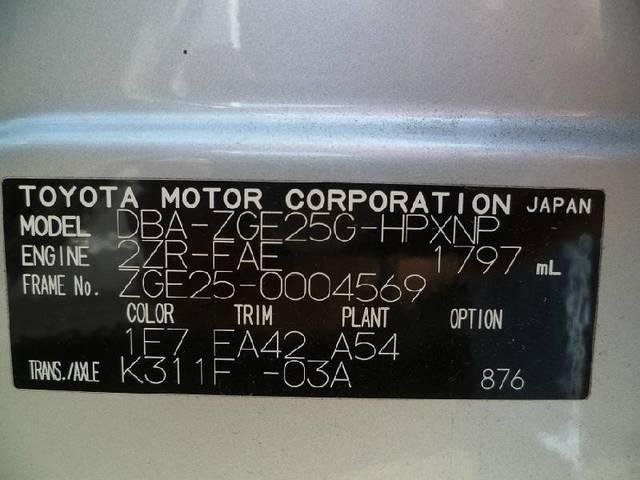 TOYOTA MOTOR CORPORATION JAPAN
MODEL DBA-ZGE25G-HPXNP
ENGINE 2ZR-FAE 1797 mL
FRAME No. ZGE25-0004569
COLOR TRIM PLANT OPTION
1F7 FA42 A54
TRANS./AXLE K311F -03A 876